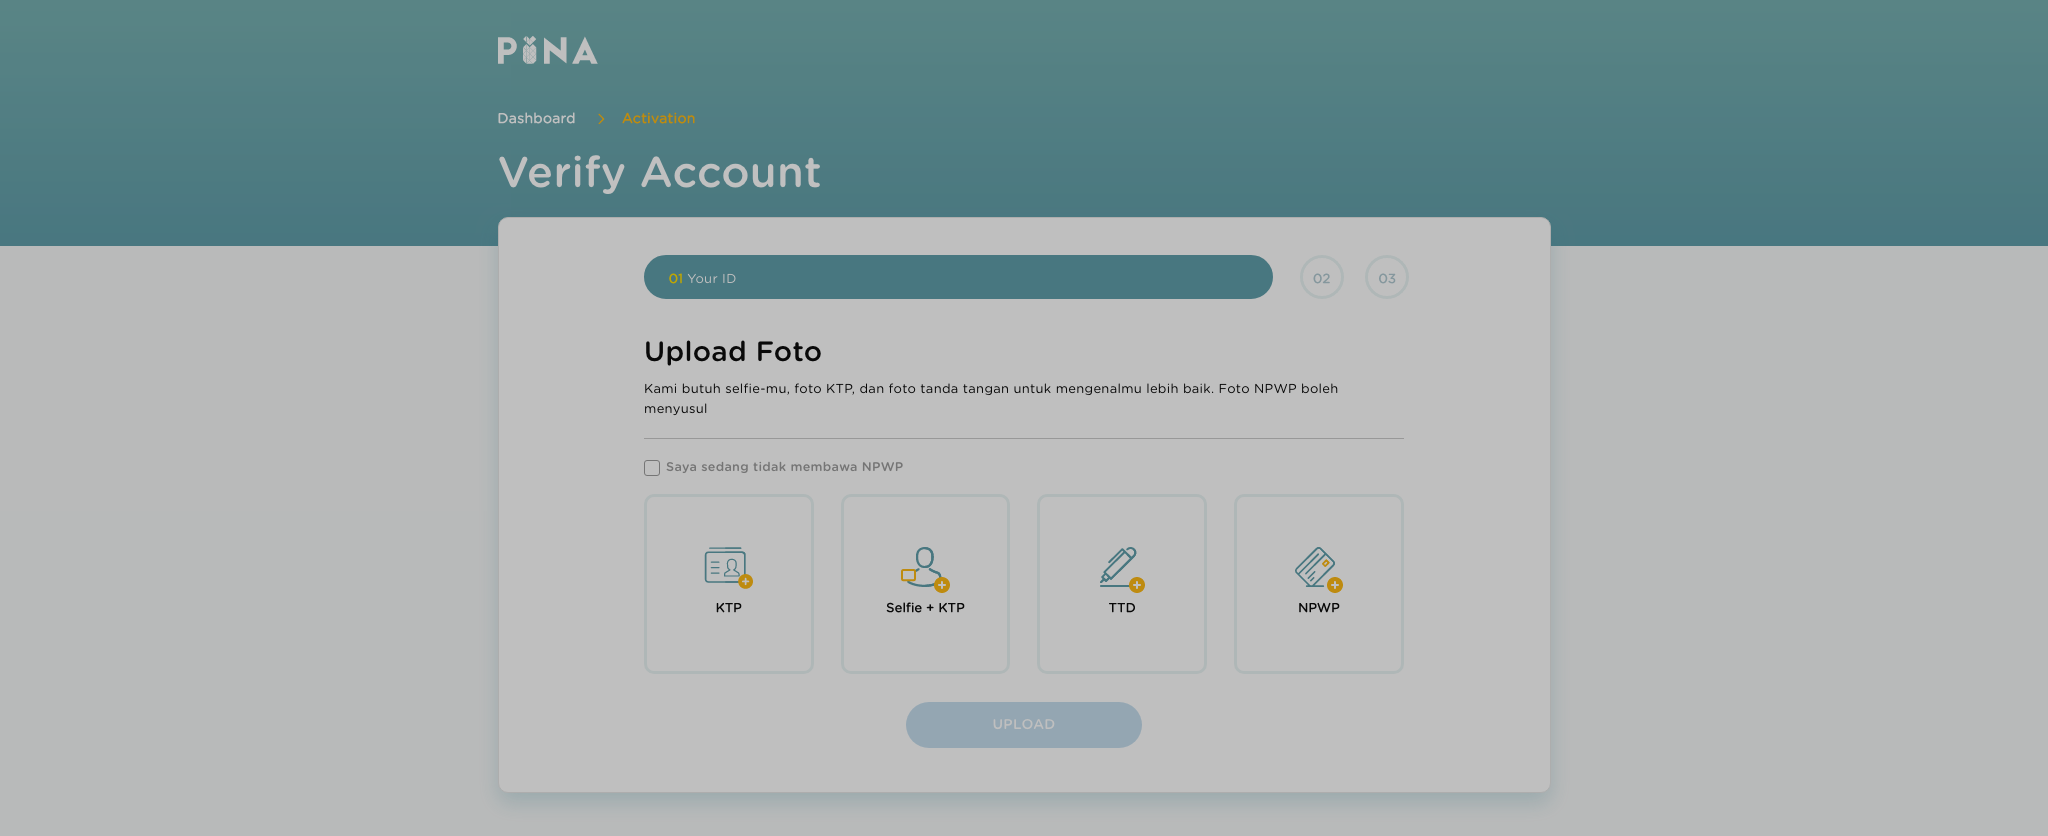 PINA
Dashboard > Activation
Verify Account
01 Your ID
02
03
Upload Foto
Kami butuh selfie-mu, foto KTP, dan foto tanda tangan untuk mengenalmu lebih baik. Foto NPWP boleh
menyusul
Saya sedang tidak membawa NPWP
KTP
Selfie + KTP
TTD
NPWP
UPLOAD